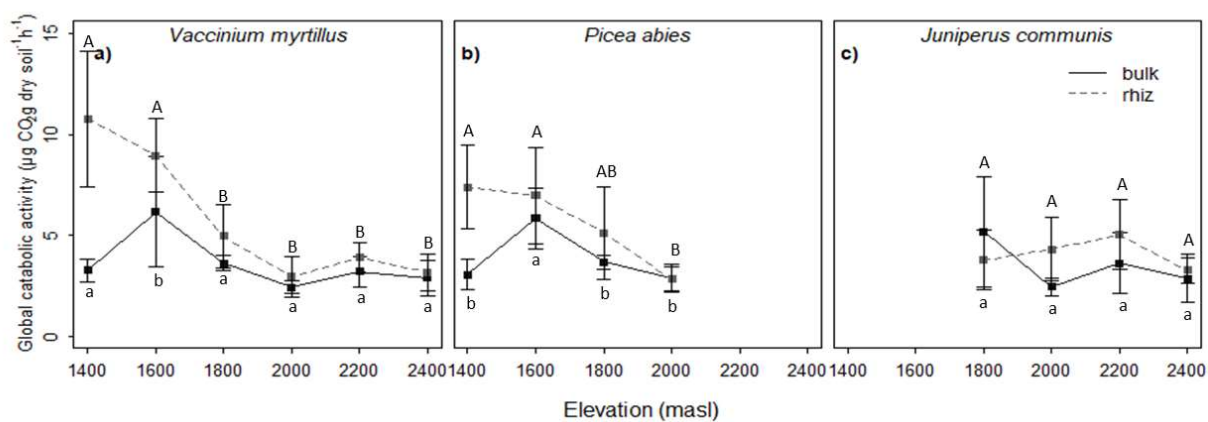 Global catabolic activity (µg CO₂g dry soil⁻¹h⁻¹)
0 5 10 15
a) Vaccinium myrtillus
A A B B B B
a b a a a a
1400 1600 1800 2000 2200 2400
b) Picea abies
A A AB B
b a b b
1400 1600 1800 2000 2200 2400
c) Juniperus communis
bulk
rhiz
A A A A
a a a a
1400 1600 1800 2000 2200 2400
Elevation (masl)